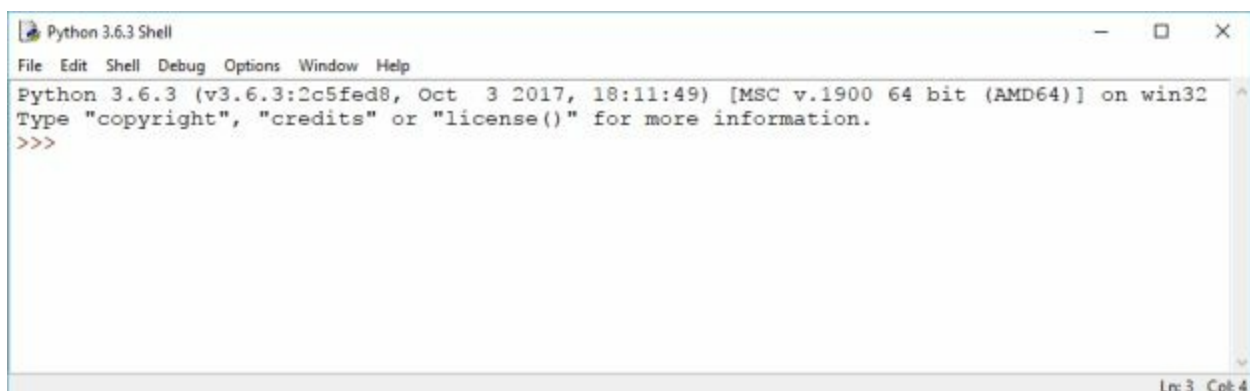 Python 3.6.3 Shell
File Edit Shell Debug Options Window Help
Python 3.6.3 (v3.6.3:2c5fed8, Oct  3 2017, 18:11:49) [MSC v.1900 64 bit (AMD64)] on win32
Type "copyright", "credits" or "license()" for more information.
>>>
Ln: 3 Col: 4